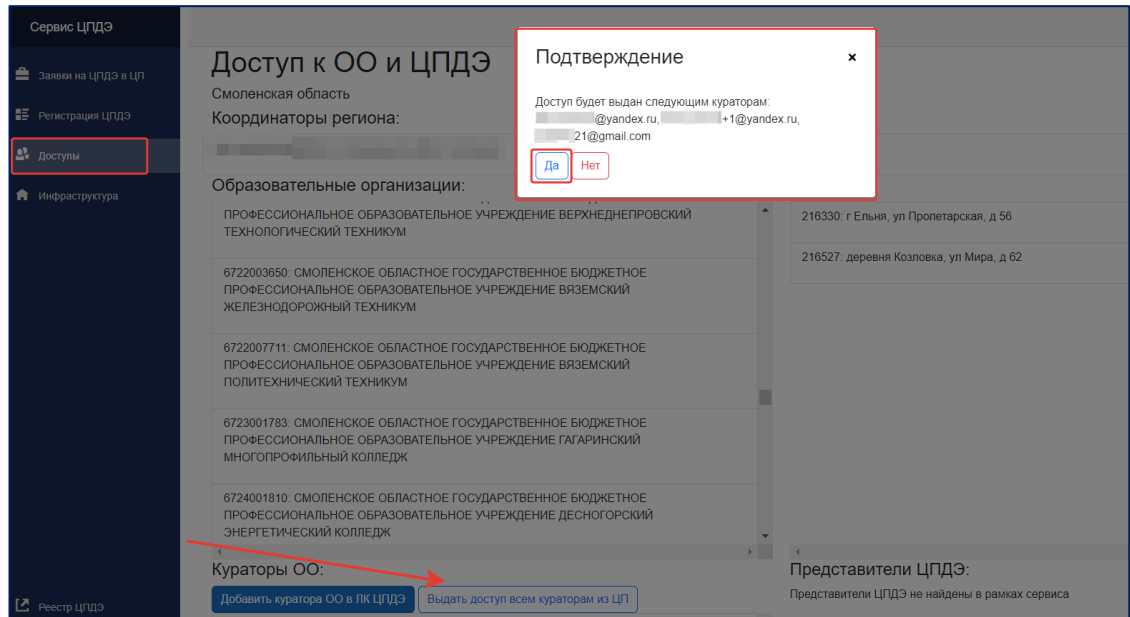 Сервис ЦПДЭ
Заявки на ЦПДЭ в ЦП
Регистрация ЦПДЭ
Доступы
Инфраструктура
Реестр ЦПДЭ
Доступ к ОО и ЦПДЭ
Смоленская область
Координаторы региона:
Образовательные организации:
ПРОФЕССИОНАЛЬНОЕ ОБРАЗОВАТЕЛЬНОЕ УЧРЕЖДЕНИЕ ВЕРХНЕДНЕПРОВСКИЙ
ТЕХНОЛОГИЧЕСКИЙ ТЕХНИКУМ
6722003650: СМОЛЕНСКОЕ ОБЛАСТНОЕ ГОСУДАРСТВЕННОЕ БЮДЖЕТНОЕ
ПРОФЕССИОНАЛЬНОЕ ОБРАЗОВАТЕЛЬНОЕ УЧРЕЖДЕНИЕ ВЯЗЕМСКИЙ
ЖЕЛЕЗНОДОРОЖНЫЙ ТЕХНИКУМ
6722007711: СМОЛЕНСКОЕ ОБЛАСТНОЕ ГОСУДАРСТВЕННОЕ БЮДЖЕТНОЕ
ПРОФЕССИОНАЛЬНОЕ ОБРАЗОВАТЕЛЬНОЕ УЧРЕЖДЕНИЕ ВЯЗЕМСКИЙ
ПОЛИТЕХНИЧЕСКИЙ ТЕХНИКУМ
6723001783: СМОЛЕНСКОЕ ОБЛАСТНОЕ ГОСУДАРСТВЕННОЕ БЮДЖЕТНОЕ
ПРОФЕССИОНАЛЬНОЕ ОБРАЗОВАТЕЛЬНОЕ УЧРЕЖДЕНИЕ ГАГАРИНСКИЙ
МНОГОПРОФИЛЬНЫЙ КОЛЛЕДЖ
6724001810: СМОЛЕНСКОЕ ОБЛАСТНОЕ ГОСУДАРСТВЕННОЕ БЮДЖЕТНОЕ
ПРОФЕССИОНАЛЬНОЕ ОБРАЗОВАТЕЛЬНОЕ УЧРЕЖДЕНИЕ ДЕСНОГОРСКИЙ
ЭНЕРГЕТИЧЕСКИЙ КОЛЛЕДЖ
Кураторы ОО:
Добавить куратора ОО в ЛК ЦПДЭ Выдать доступ всем кураторам из ЦП
Подтверждение ×
Доступ будет выдан следующим кураторам:
@yandex.ru, +1@yandex.ru,
21@gmail.com
Да Нет
216330: г Ельня, ул Пролетарская, д 56
216527: деревня Козловка, ул Мира, д 62
Представители ЦПДЭ:
Представители ЦПДЭ не найдены в рамках сервиса